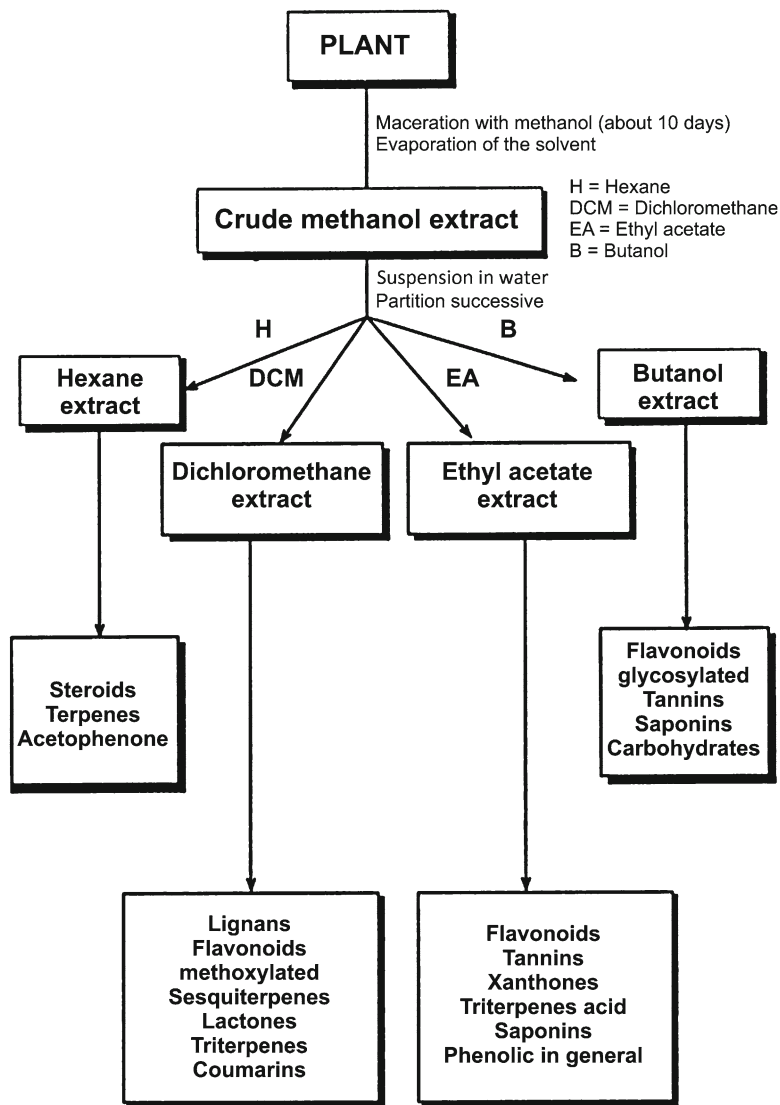 PLANT
Maceration with methanol (about 10 days)
Evaporation of the solvent
Crude methanol extract
H = Hexane
DCM = Dichloromethane
EA = Ethyl acetate
B = Butanol
Suspension in water
Partition successive
H
DCM
EA
B
Hexane
extract
Dichloromethane
extract
Ethyl acetate
extract
Butanol
extract
Steroids
Terpenes
Acetophenone
Lignans
Flavonoids
methoxylated
Sesquiterpenes
Lactones
Triterpenes
Coumarins
Flavonoids
Tannins
Xanthones
Triterpenes acid
Saponins
Phenolic in general
Flavonoids
glycosylated
Tannins
Saponins
Carbohydrates